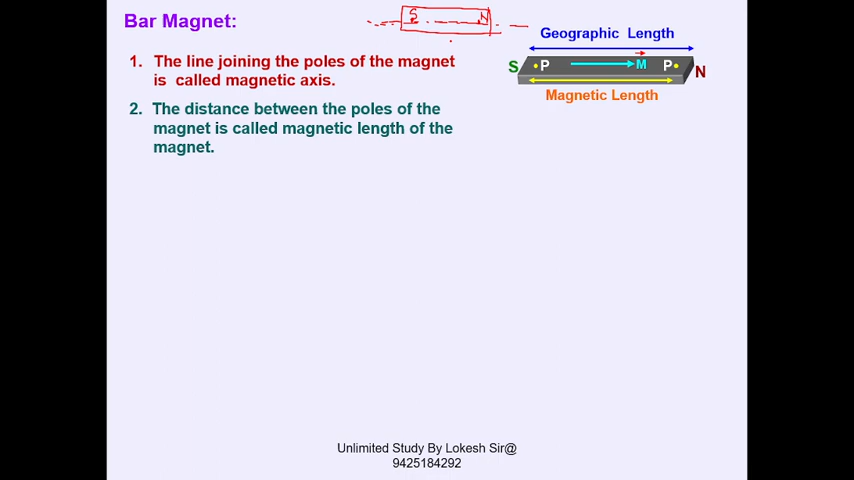 Bar Magnet:
S N
Geographic Length
1. The line joining the poles of the magnet
is called magnetic axis.
S P M P N
Magnetic Length
2. The distance between the poles of the
magnet is called magnetic length of the
magnet.
Unlimited Study By Lokesh Sir@
9425184292